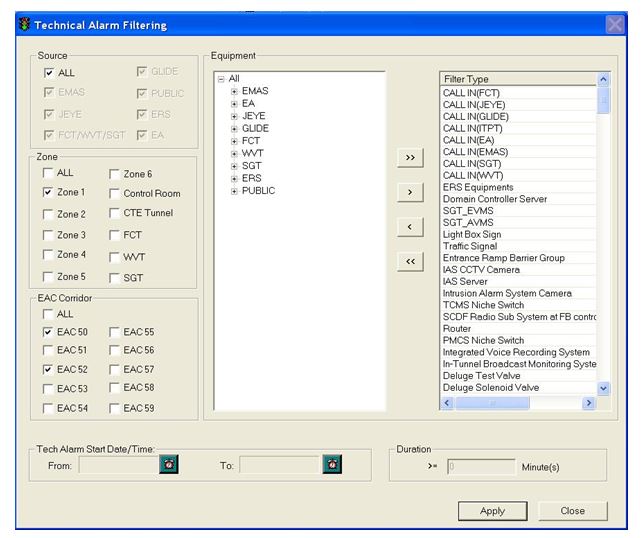 Technical Alarm Filtering
Source
ALL
GLIDE
EMAS
PUBLIC
JEYE
ERS
FCT/WVT/SGT
EA
Zone
ALL
Zone 6
Zone 1
Control Room
Zone 2
CTE Tunnel
Zone 3
FCT
Zone 4
WVT
Zone 5
SGT
EAC Corridor
ALL
EAC 50
EAC 55
EAC 51
EAC 56
EAC 52
EAC 57
EAC 53
EAC 58
EAC 54
EAC 59
Equipment
All
EMAS
EA
JEYE
GLIDE
FCT
WVT
SGT
ERS
PUBLIC
>>
>
<
<<
Filter Type
CALL IN(FCT)
CALL IN(JEYE)
CALL IN(GLIDE)
CALL IN(ITPT)
CALL IN(EA)
CALL IN(EMAS)
CALL IN(SGT)
CALL IN(WVT)
ERS Equipments
Domain Controller Server
SGT_EVMS
SGT_AVMS
Light Box Sign
Traffic Signal
Entrance Ramp Barrier Group
IAS CCTV Camera
IAS Server
Intrusion Alarm System Camera
TCMS Niche Switch
SCDF Radio Sub System at FB contro
Router
PMCS Niche Switch
Integrated Voice Recording System
In-Tunnel Broadcast Monitoring Syste
Deluge Test Valve
Deluge Solenoid Valve
Tech Alarm Start Date/Time:
From:
To:
Duration
>= 0 Minute(s)
Apply
Close